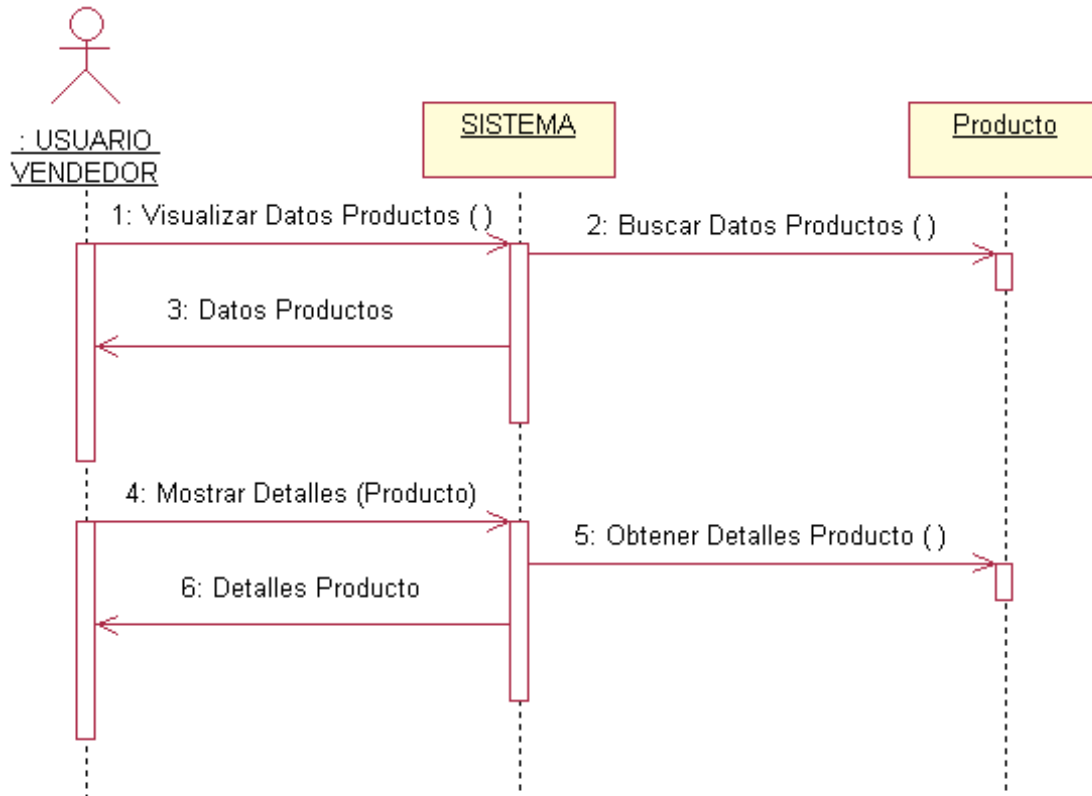 : USUARIO
VENDEDOR
SISTEMA
Producto
1: Visualizar Datos Productos ( )
2: Buscar Datos Productos ( )
3: Datos Productos
4: Mostrar Detalles (Producto)
5: Obtener Detalles Producto ( )
6: Detalles Producto